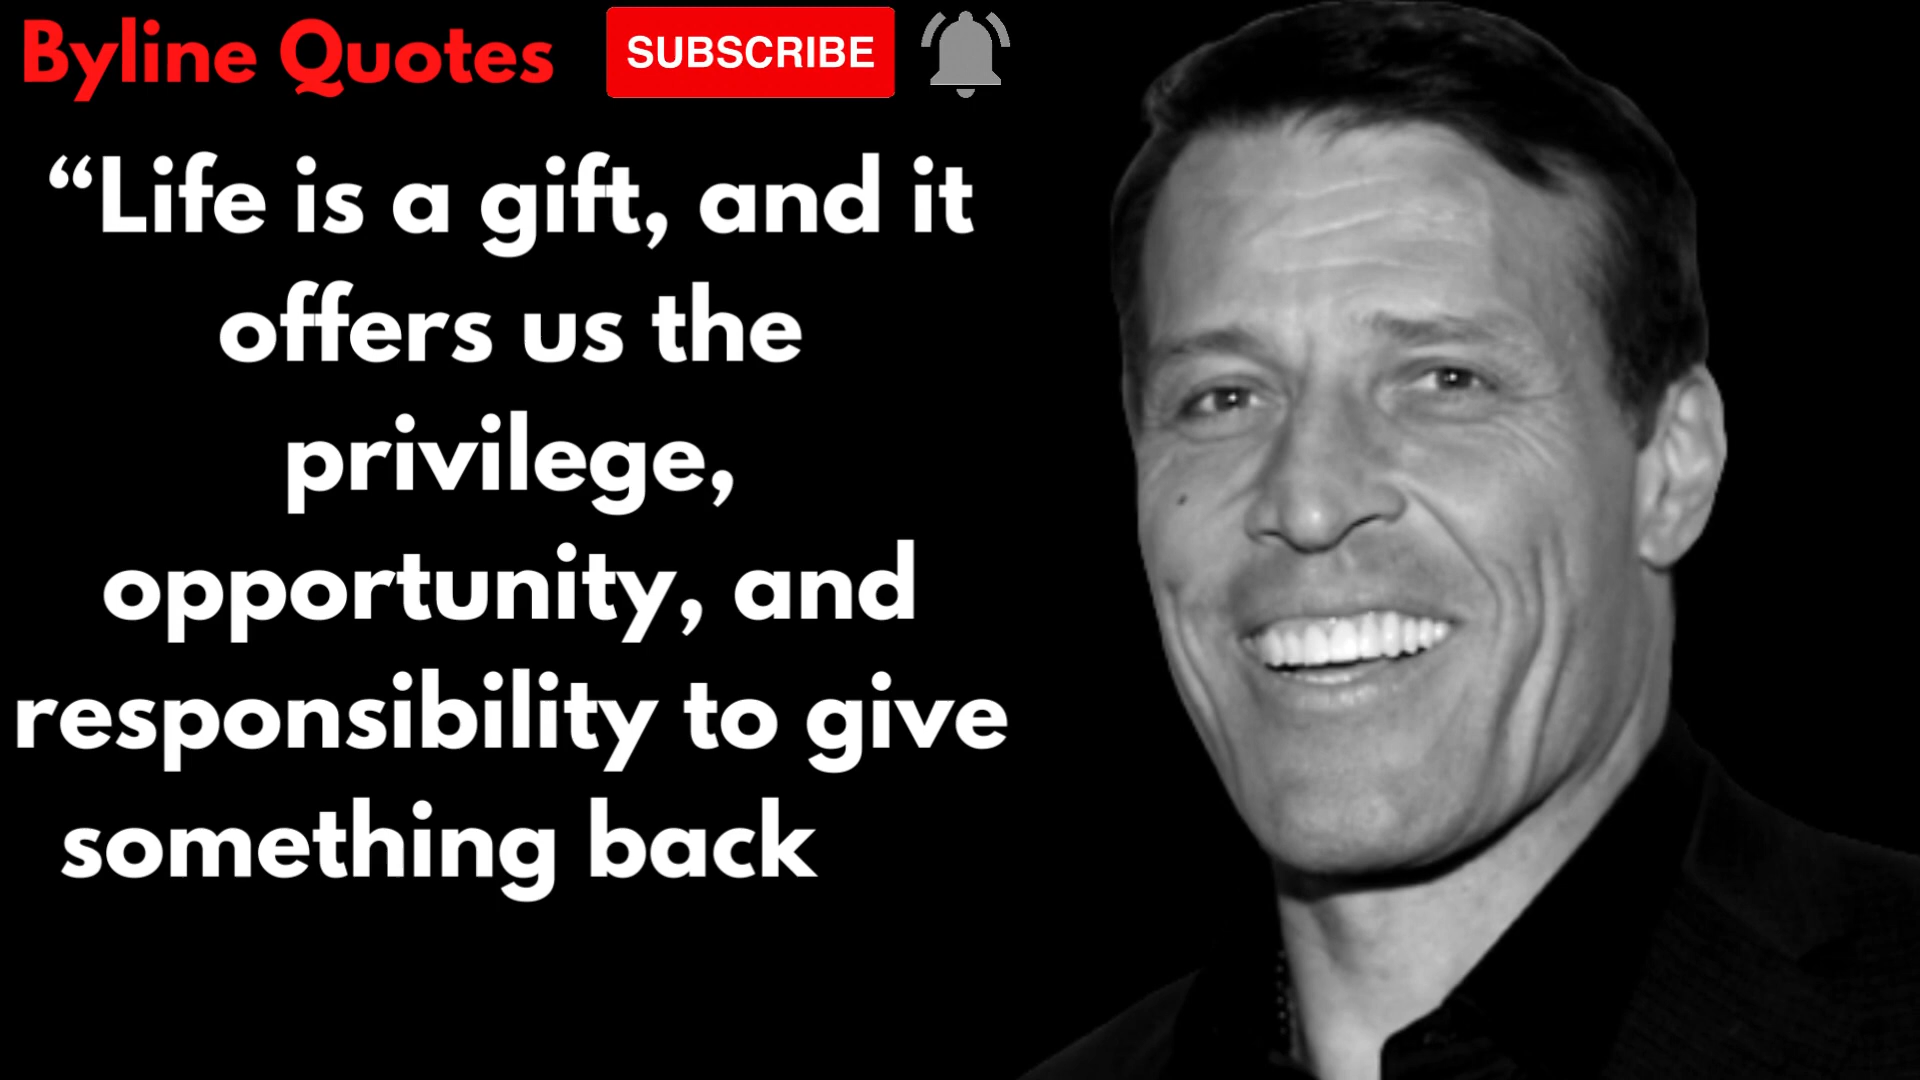 Byline Quotes
SUBSCRIBE
“Life is a gift, and it
offers us the
privilege,
opportunity, and
responsibility to give
something back